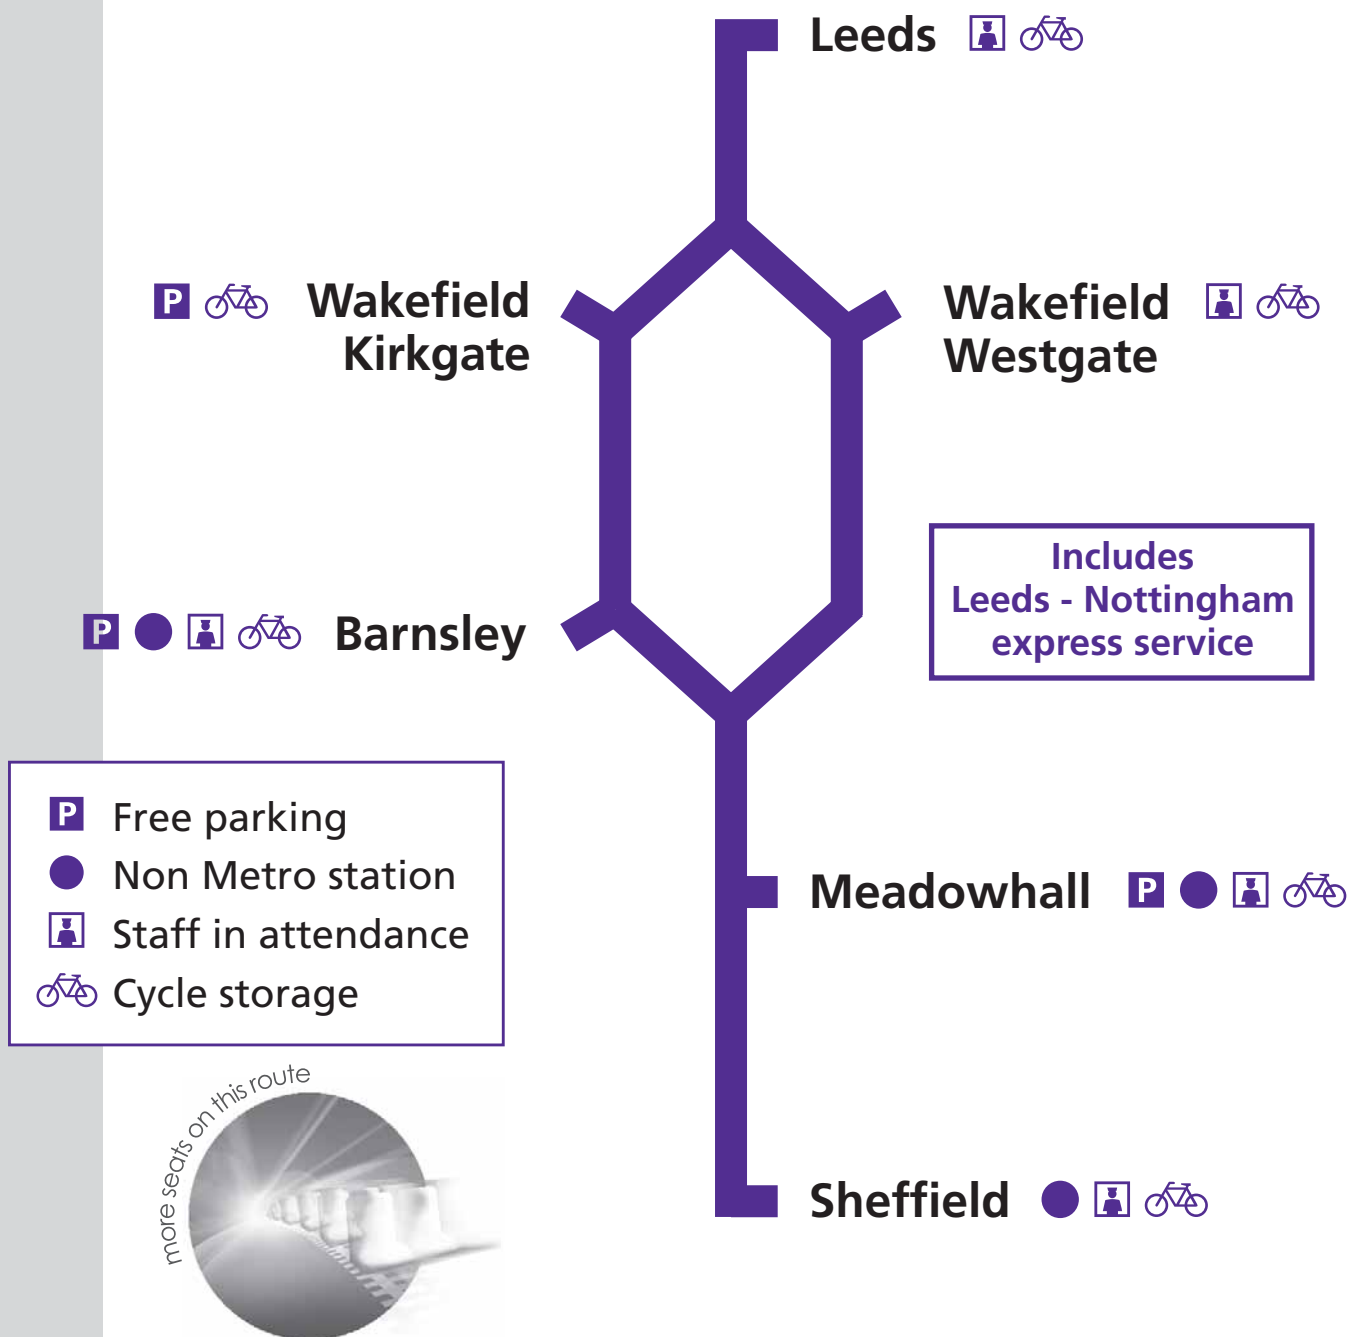 Leeds
P Wakefield
Kirkgate
Wakefield
Westgate
Includes
Leeds - Nottingham
express service
P Barnsley
P Free parking
Non Metro station
Staff in attendance
Cycle storage
Meadowhall P
more seats on this route
Sheffield